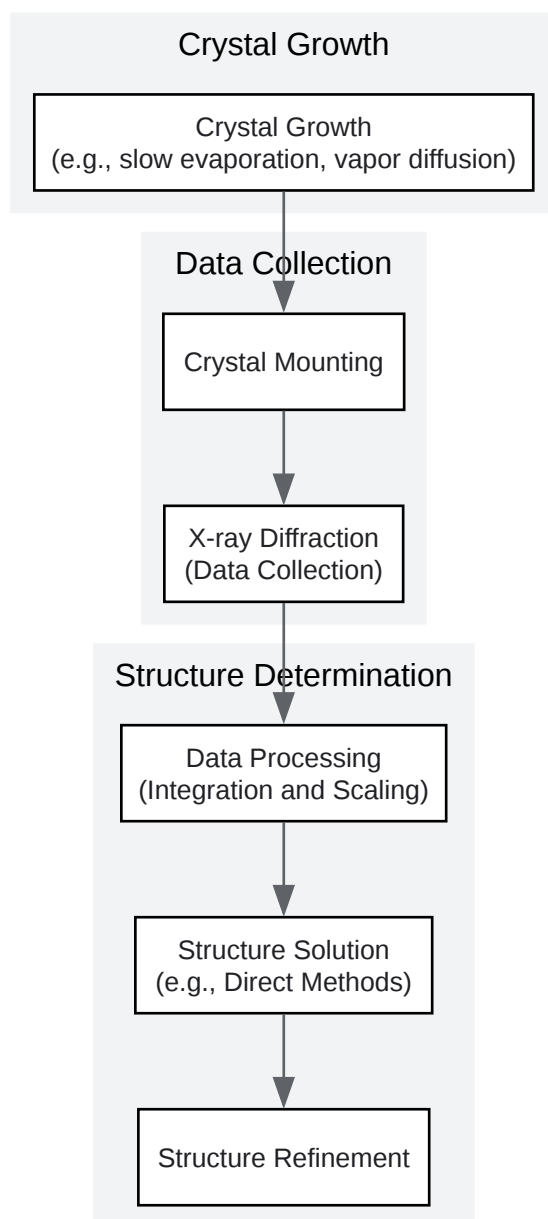 Crystal Growth
Crystal Growth
(e.g., slow evaporation, vapor diffusion)
Data Collection
Crystal Mounting
X-ray Diffraction
(Data Collection)
Structure Determination
Data Processing
(Integration and Scaling)
Structure Solution
(e.g., Direct Methods)
Structure Refinement